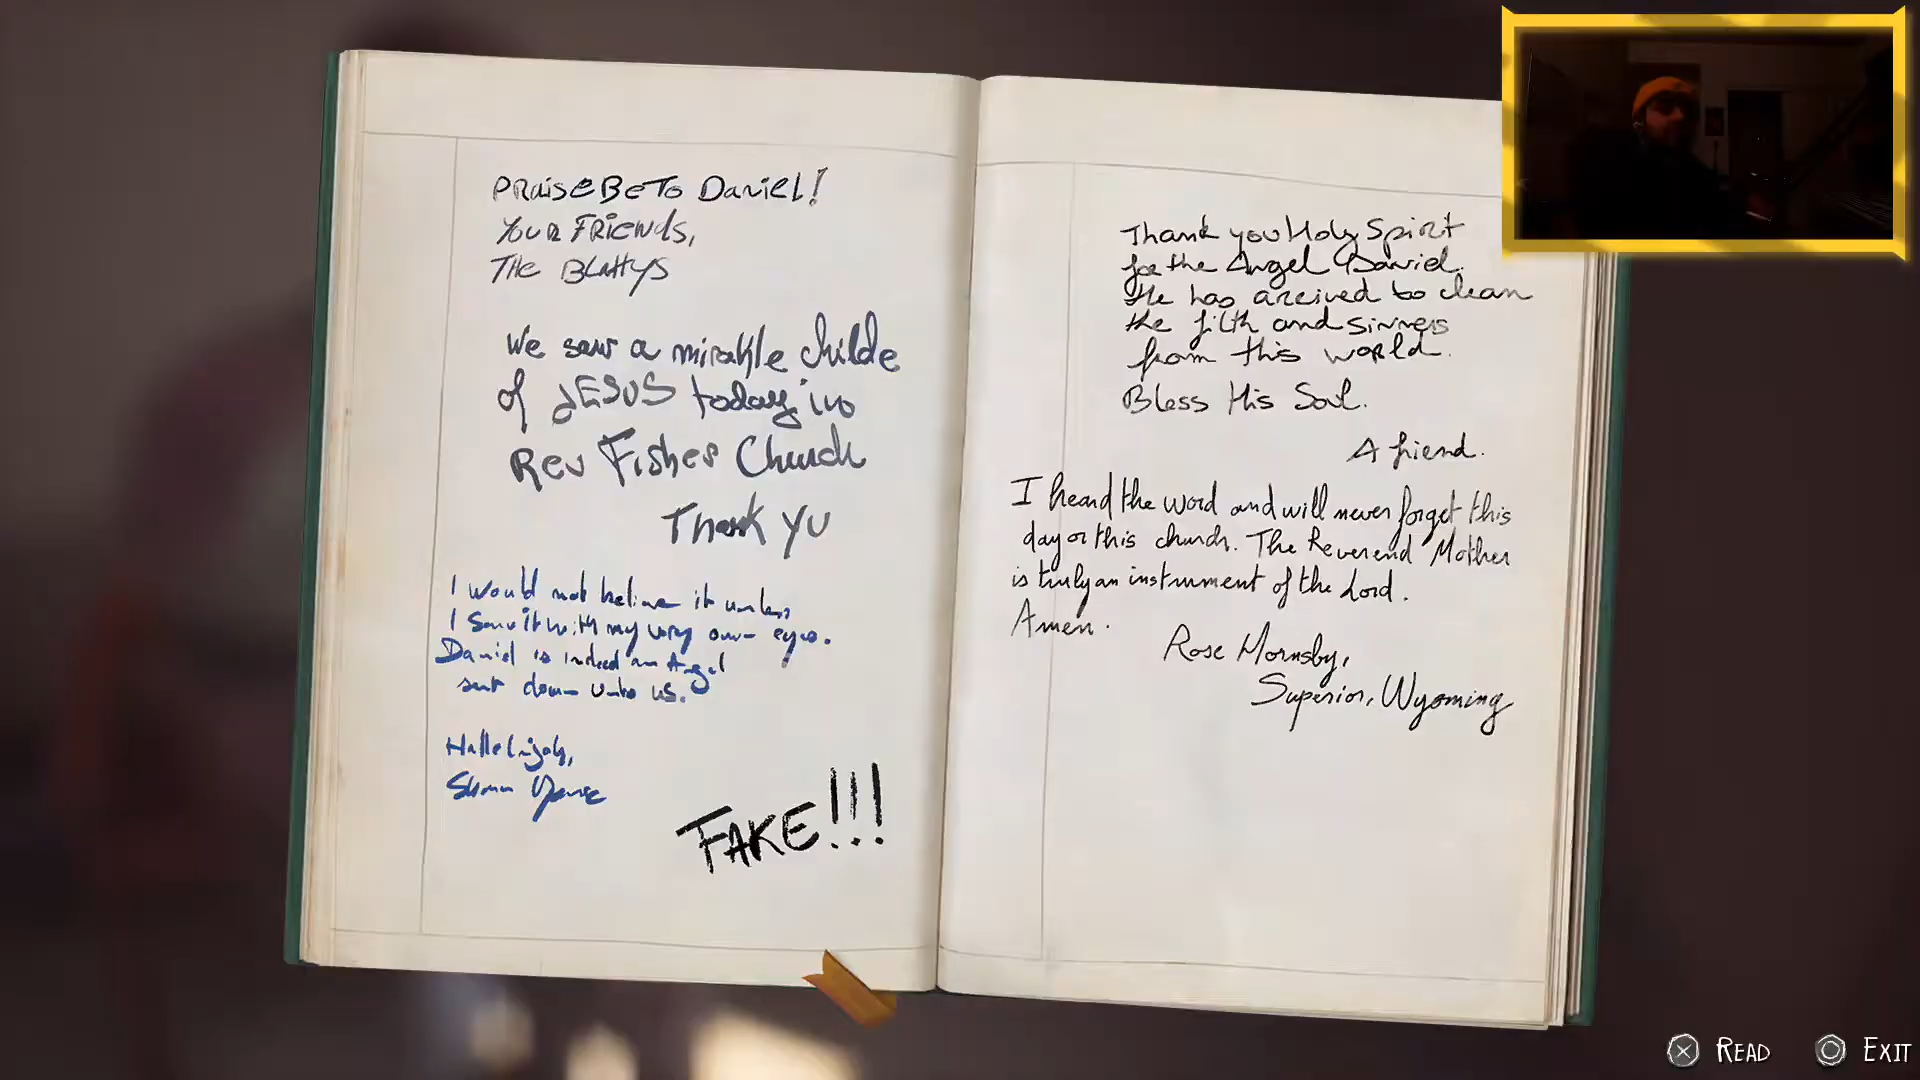 PRaiseBeTo Daniel!
YouR FRiends,
THe BLattys
We saw a mirakle childe
of JESUS today in
Rev Fisher Church
Thank YU
I would not believe it unless
I saw it with my very own eyes.
Daniel is indeed an Angel
sent down unto us.
Hallelujah,
FAKE!!!
Thank you Holy Spirit
for the Angel Daniel.
He has arrived to clean
the filth and sinners
from this world.
Bless His Soul.
A friend.
I heard the word and will never forget this
day or this church. The Reverend Mother
is truly an instrument of the Lord.
Amen.
Rose Hornsby,
Superior, Wyoming
READ EXIT